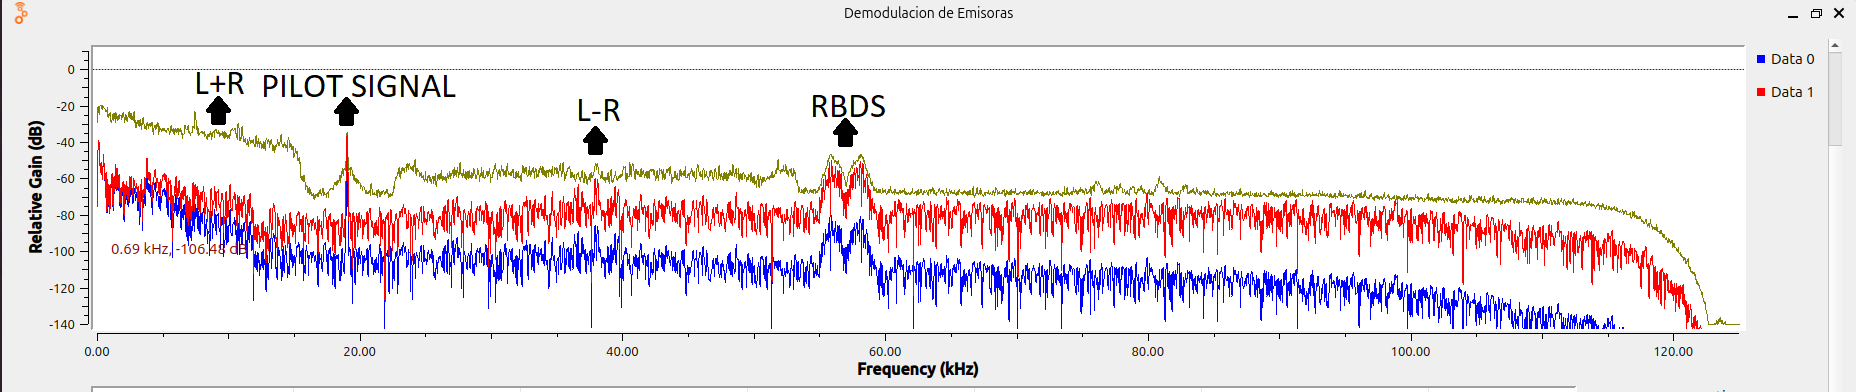 Demodulacion de Emisoras
L+R
PILOT SIGNAL
L-R
RBDS
Data 0
Data 1
Relative Gain (dB)
0
-20
-40
-60
-80
-100
-120
-140
0.69 kHz, -106.48 dB
0.00
20.00
40.00
60.00
80.00
100.00
120.00
Frequency (kHz)